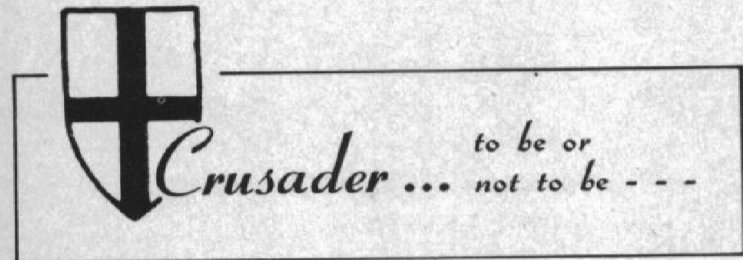 Crusader ... to be or
not to be - - -